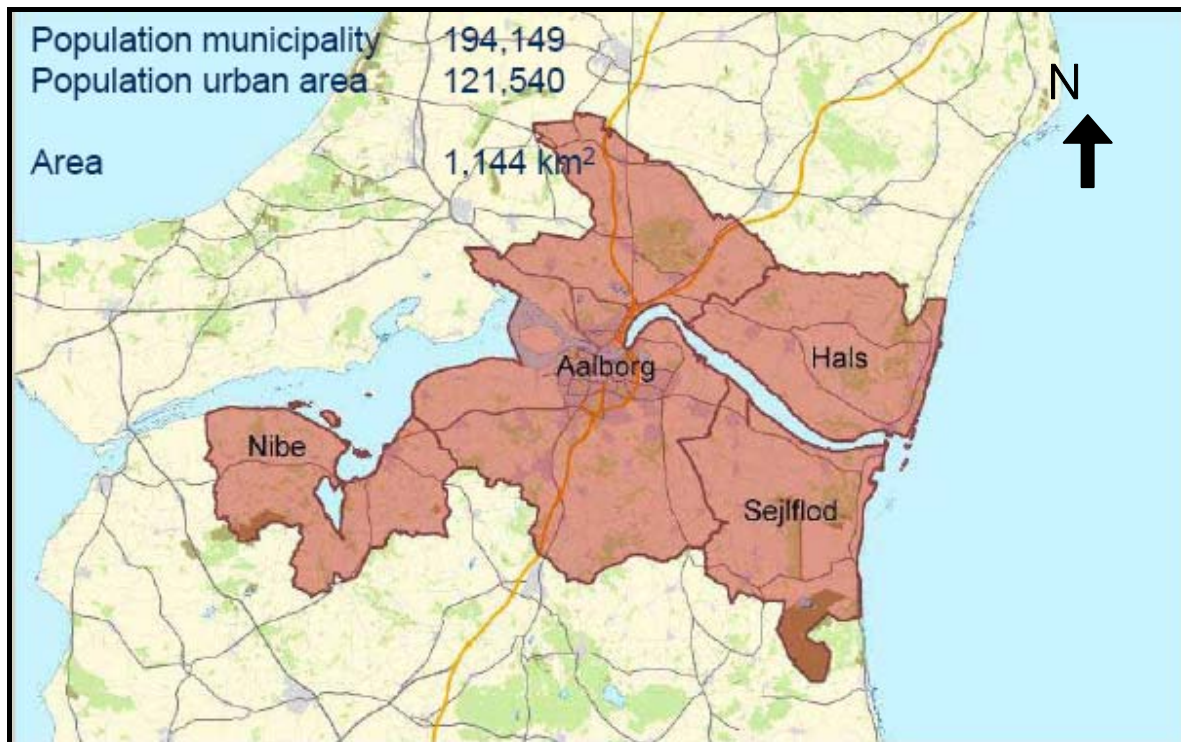 Population municipality 194,149
Population urban area 121,540
N
Area 1,144 km²
Aalborg
Hals
Nibe
Sejlflod